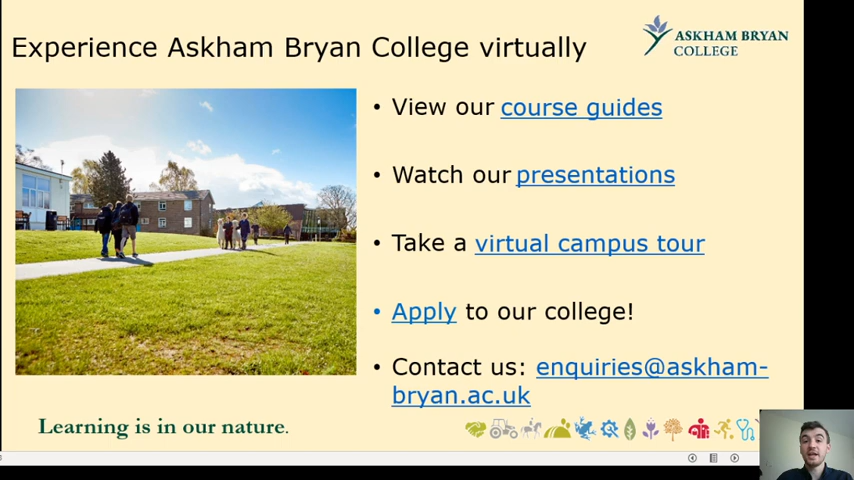 Experience Askham Bryan College virtually
ASKHAM BRYAN
COLLEGE
• View our course guides
• Watch our presentations
• Take a virtual campus tour
• Apply to our college!
• Contact us: enquiries@askham-
bryan.ac.uk
Learning is in our nature.